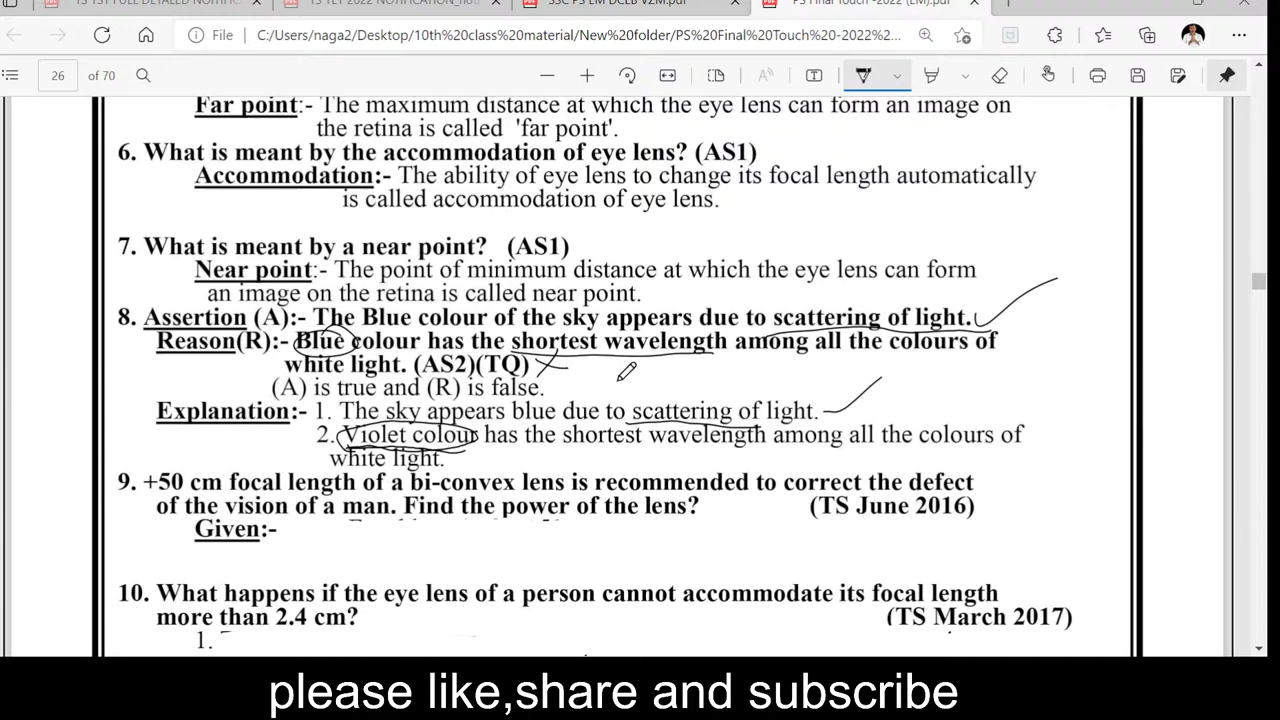 TS TST FULL DETAILED NOTIFIC
TS TET 2022 NOTIFICATION_
SSC PS EM DCEB VZM.pdf
PS Final Touch -2022 (EM).pdf
File C:/Users/naga2/Desktop/10th%20class%20material/New%20folder/PS%20Final%20Touch%20-2022%2...
26 of 70
Far point:- The maximum distance at which the eye lens can form an image on
the retina is called 'far point'.
6. What is meant by the accommodation of eye lens? (AS1)
Accommodation:- The ability of eye lens to change its focal length automatically
is called accommodation of eye lens.
7. What is meant by a near point? (AS1)
Near point:- The point of minimum distance at which the eye lens can form
an image on the retina is called near point.
8. Assertion (A):- The Blue colour of the sky appears due to scattering of light.
Reason(R):- Blue colour has the shortest wavelength among all the colours of
white light. (AS2)(TQ)
(A) is true and (R) is false.
Explanation:- 1. The sky appears blue due to scattering of light.
2. Violet colour has the shortest wavelength among all the colours of
white light.
9. +50 cm focal length of a bi-convex lens is recommended to correct the defect
of the vision of a man. Find the power of the lens? (TS June 2016)
Given:-
10. What happens if the eye lens of a person cannot accommodate its focal length
more than 2.4 cm? (TS March 2017)
1.
please like,share and subscribe